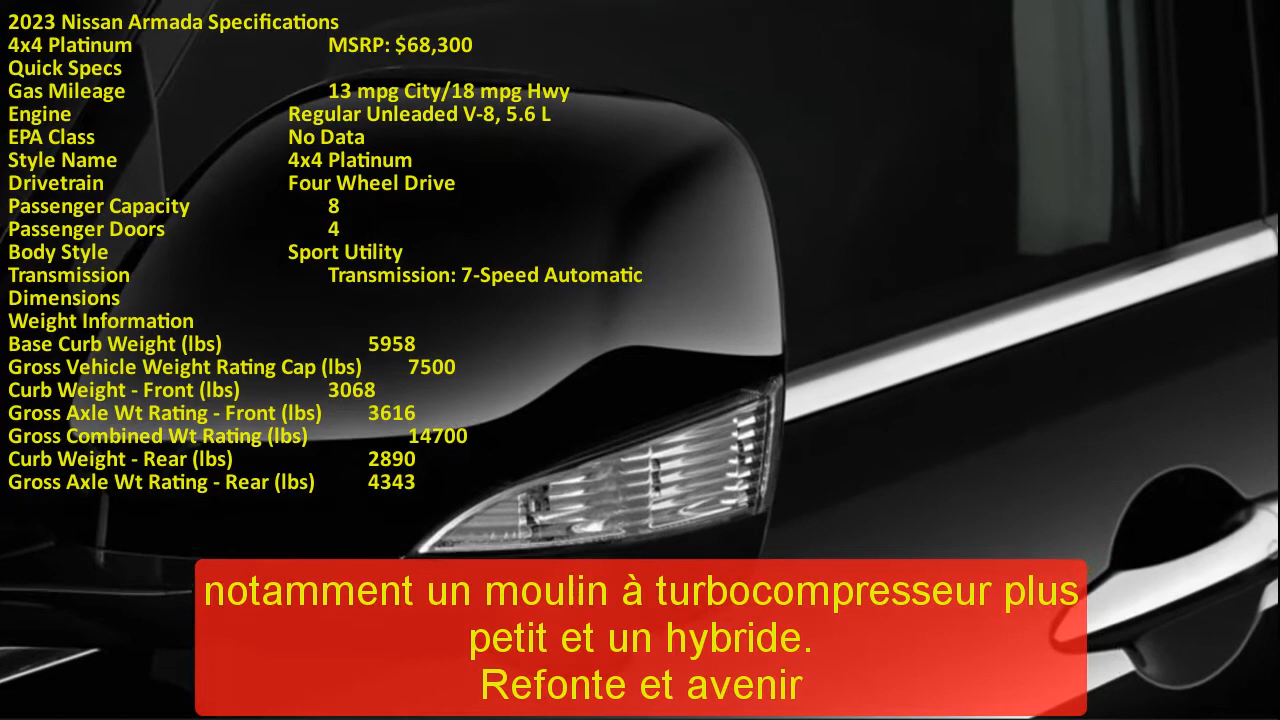 2023 Nissan Armada Specifications
4x4 Platinum MSRP: $68,300
Quick Specs
Gas Mileage 13 mpg City/18 mpg Hwy
Engine Regular Unleaded V-8, 5.6 L
EPA Class No Data
Style Name 4x4 Platinum
Drivetrain Four Wheel Drive
Passenger Capacity 8
Passenger Doors 4
Body Style Sport Utility
Transmission Transmission: 7-Speed Automatic
Dimensions
Weight Information
Base Curb Weight (lbs) 5958
Gross Vehicle Weight Rating Cap (lbs) 7500
Curb Weight - Front (lbs) 3068
Gross Axle Wt Rating - Front (lbs) 3616
Gross Combined Wt Rating (lbs) 14700
Curb Weight - Rear (lbs) 2890
Gross Axle Wt Rating - Rear (lbs) 4343
notamment un moulin à turbocompresseur plus
petit et un hybride.
Refonte et avenir